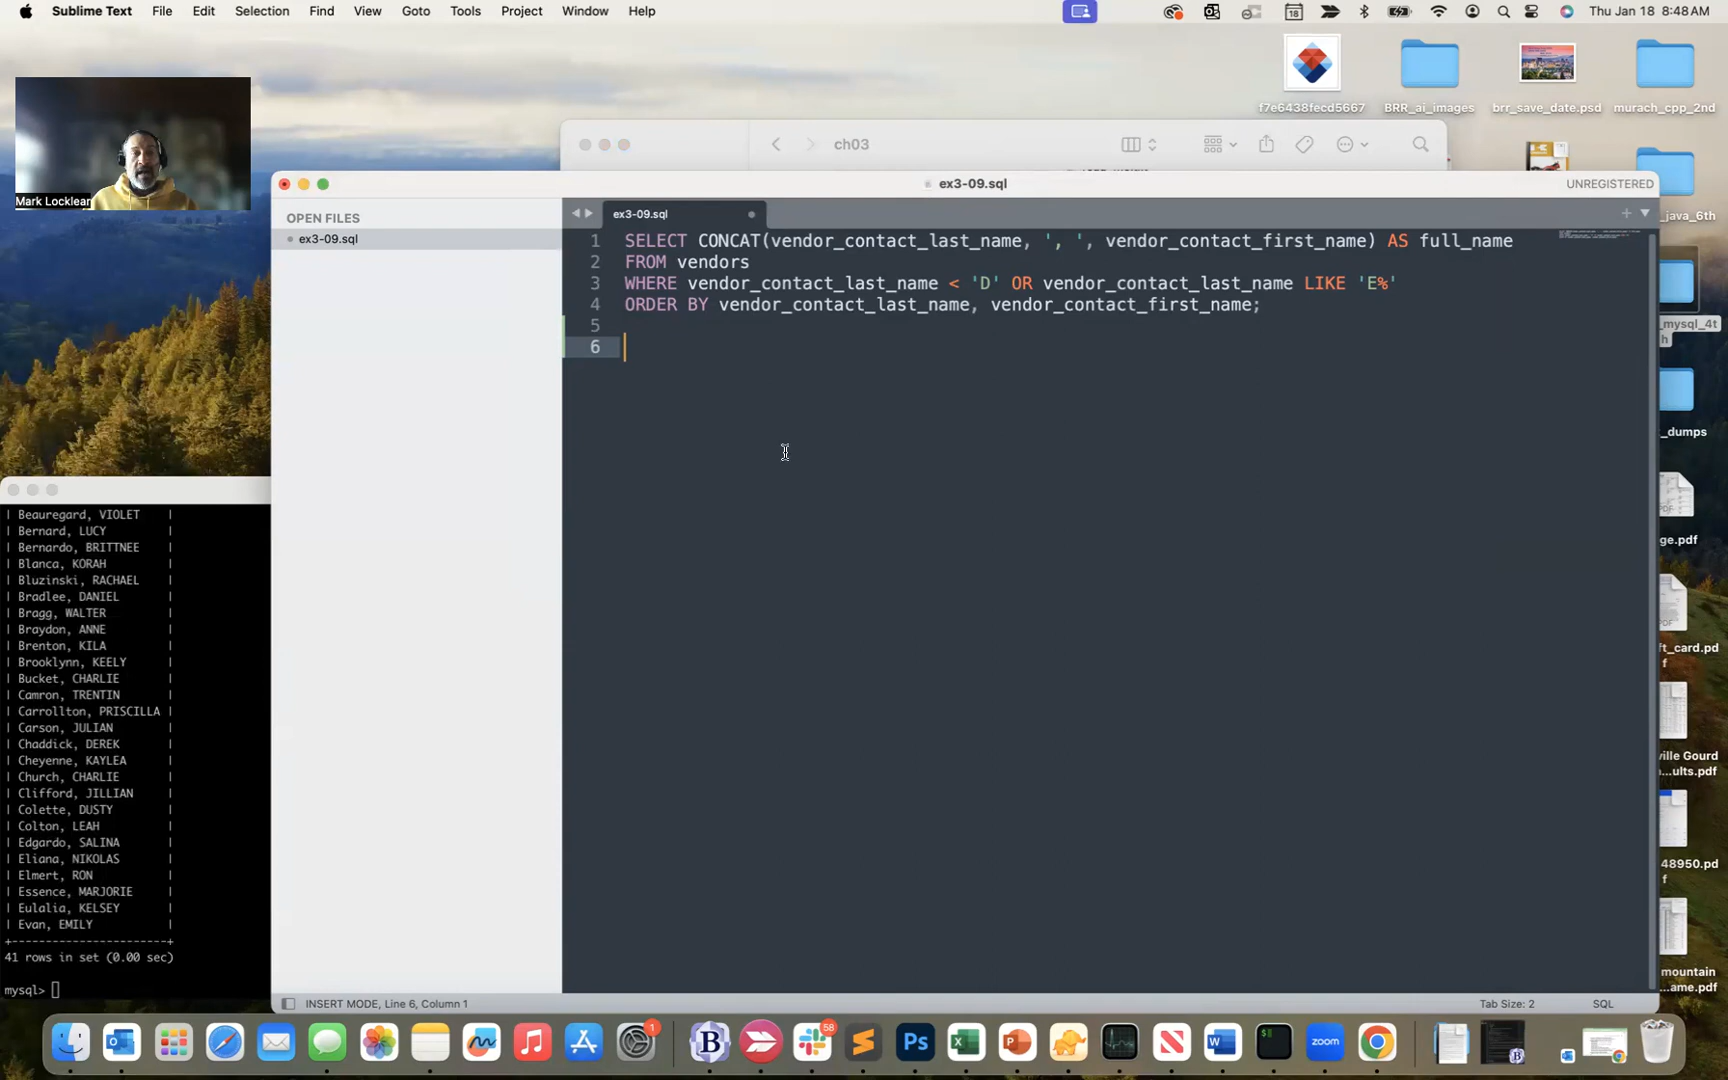 Sublime Text File Edit Selection Find View Goto Tools Project Window Help 18 Thu Jan 18 8:48 AM
f7e6438fecd5667 BRR_ai_images brr_save_date.psd murach_cpp_2nd
Mark Locklear
ch03
ex3-09.sql UNREGISTERED
_java_6th
OPEN FILES
ex3-09.sql
ex3-09.sql
1 SELECT CONCAT(vendor_contact_last_name, ', ', vendor_contact_first_name) AS full_name
2 FROM vendors
3 WHERE vendor_contact_last_name < 'D' OR vendor_contact_last_name LIKE 'E%'
4 ORDER BY vendor_contact_last_name, vendor_contact_first_name;
5
6
_mysql_4t
h
_dumps
ge.pdf
PDF
ft_card.pd
f
ville Gourd
...ults.pdf
48950.pd
f
mountain
...ame.pdf
| Beauregard, VIOLET |
| Bernard, LUCY |
| Bernardo, BRITTNEE |
| Blanca, KORAH |
| Bluzinski, RACHAEL |
| Bradlee, DANIEL |
| Bragg, WALTER |
| Braydon, ANNE |
| Brenton, KILA |
| Brooklynn, KEELY |
| Bucket, CHARLIE |
| Camron, TRENTIN |
| Carrollton, PRISCILLA |
| Carson, JULIAN |
| Chaddick, DEREK |
| Cheyenne, KAYLEA |
| Church, CHARLIE |
| Clifford, JILLIAN |
| Colette, DUSTY |
| Colton, LEAH |
| Edgardo, SALINA |
| Eliana, NIKOLAS |
| Elmert, RON |
| Essence, MARJORIE |
| Eulalia, KELSEY |
| Evan, EMILY |
+-----------------------+
41 rows in set (0.00 sec)
mysql>
INSERT MODE, Line 6, Column 1 Tab Size: 2 SQL
1 B 58 Ps zoom